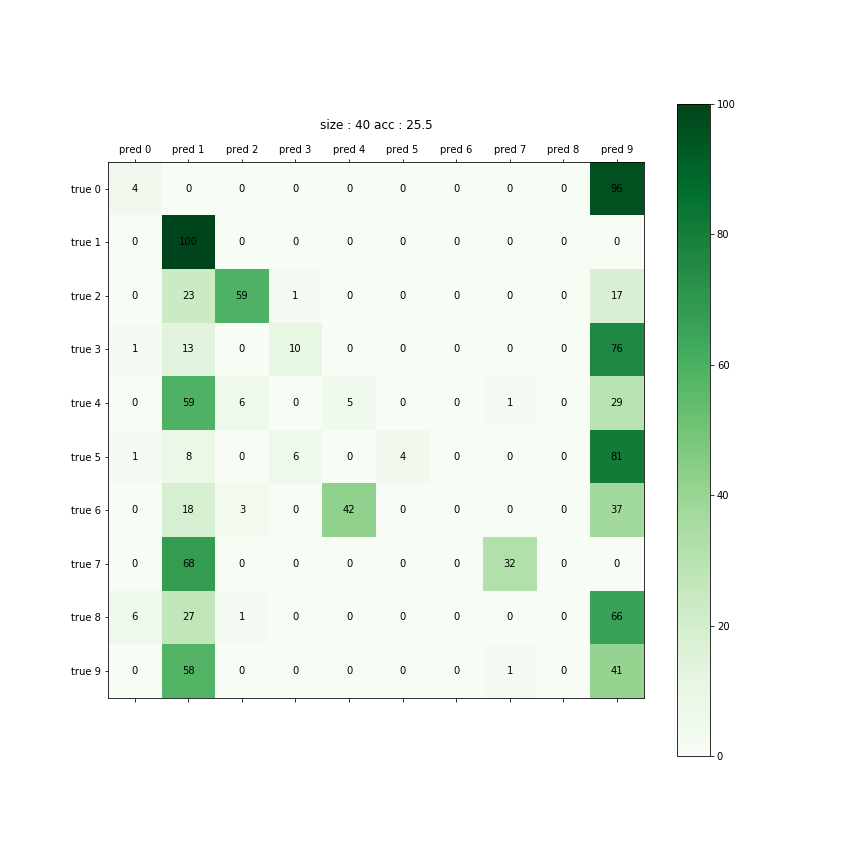 size : 40 acc : 25.5
pred 0 pred 1 pred 2 pred 3 pred 4 pred 5 pred 6 pred 7 pred 8 pred 9
true 0 4 0 0 0 0 0 0 0 0 96
true 1 0 100 0 0 0 0 0 0 0 0
true 2 0 23 59 1 0 0 0 0 0 17
true 3 1 13 0 10 0 0 0 0 0 76
true 4 0 59 6 0 5 0 0 1 0 29
true 5 1 8 0 6 0 4 0 0 0 81
true 6 0 18 3 0 42 0 0 0 0 37
true 7 0 68 0 0 0 0 0 32 0 0
true 8 6 27 1 0 0 0 0 0 0 66
true 9 0 58 0 0 0 0 0 1 0 41
100
80
60
40
20
0